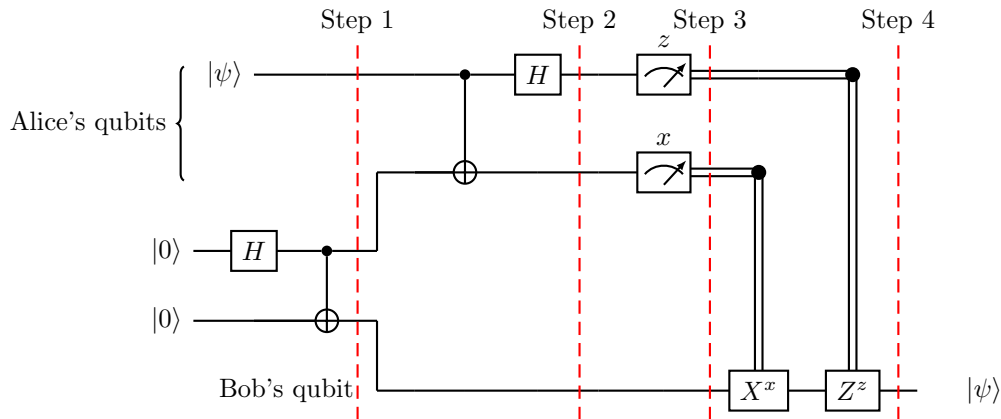 Step 1
Step 2
Step 3
Step 4
z
|ψ⟩
H
Alice's qubits
x
|0⟩
H
|0⟩
Bob's qubit
X^x
Z^z
|ψ⟩